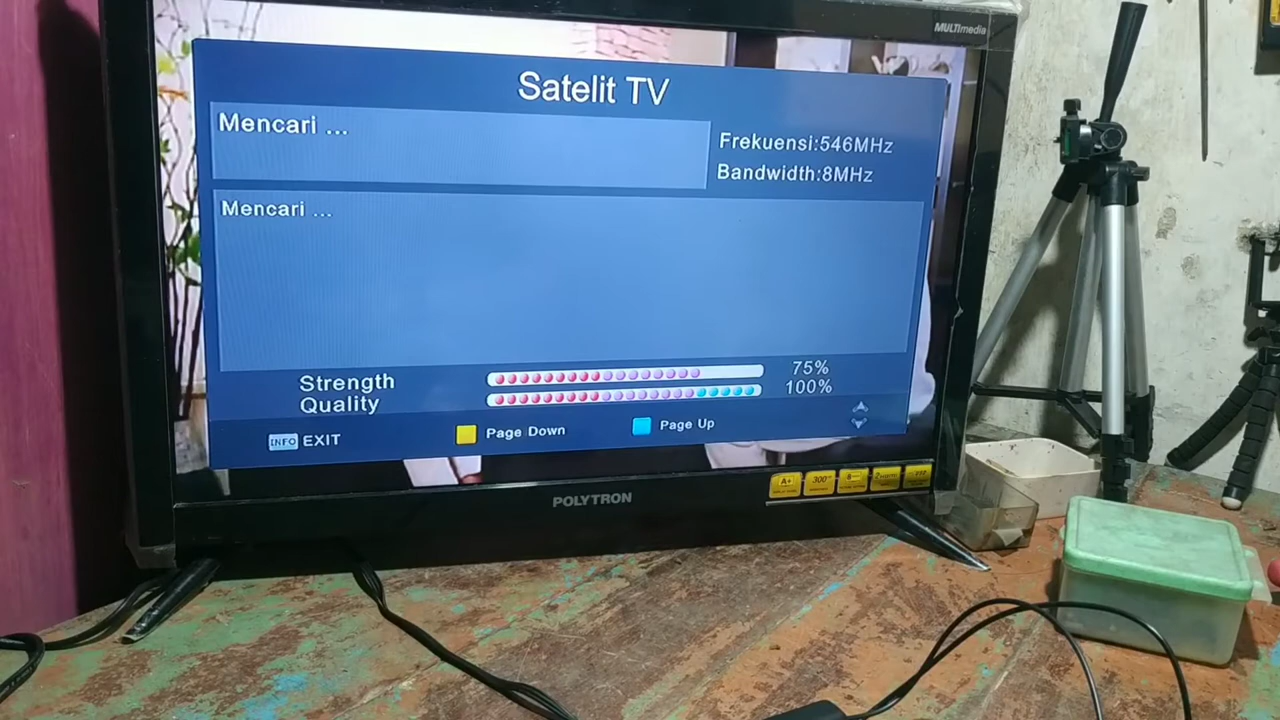 MULTImedia
Satelit TV
Mencari ...
Frekuensi:546MHz
Bandwidth:8MHz
Mencari ...
Strength 75%
Quality 100%
INFO EXIT
Page Down
Page Up
POLYTRON
A+
300